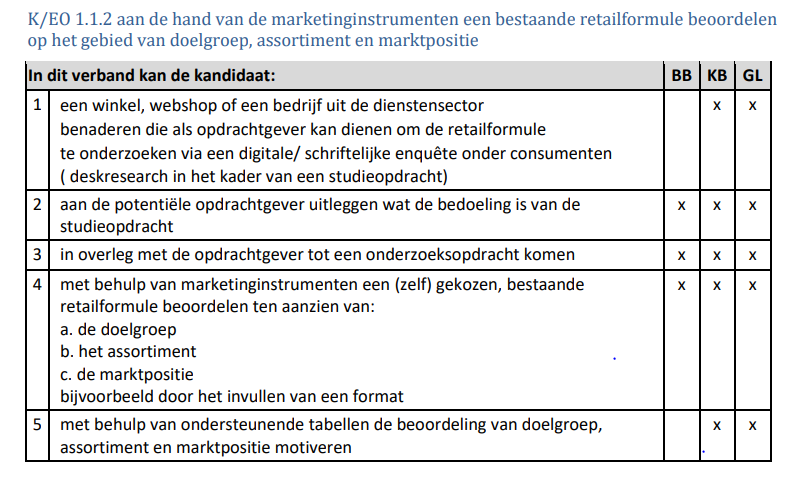 K/EO 1.1.2 aan de hand van de marketinginstrumenten een bestaande retailformule beoordelen
op het gebied van doelgroep, assortiment en marktpositie
In dit verband kan de kandidaat: BB KB GL
1 een winkel, webshop of een bedrijf uit de dienstensector x x
benaderen die als opdrachtgever kan dienen om de retailformule
te onderzoeken via een digitale/ schriftelijke enquête onder consumenten
( deskresearch in het kader van een studieopdracht)
2 aan de potentiële opdrachtgever uitleggen wat de bedoeling is van de x x x
studieopdracht
3 in overleg met de opdrachtgever tot een onderzoeksopdracht komen x x x
4 met behulp van marketinginstrumenten een (zelf) gekozen, bestaande x x x
retailformule beoordelen ten aanzien van:
a. de doelgroep
b. het assortiment
c. de marktpositie
bijvoorbeeld door het invullen van een format
5 met behulp van ondersteunende tabellen de beoordeling van doelgroep, x x
assortiment en marktpositie motiveren